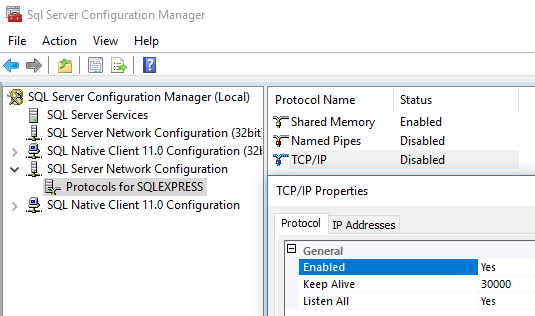 Sql Server Configuration Manager
File Action View Help
SQL Server Configuration Manager (Local)
SQL Server Services
SQL Server Network Configuration (32bit
SQL Native Client 11.0 Configuration (32b
SQL Server Network Configuration
Protocols for SQLEXPRESS
SQL Native Client 11.0 Configuration
Protocol Name Status
Shared Memory Enabled
Named Pipes Disabled
TCP/IP Disabled
TCP/IP Properties
Protocol IP Addresses
General
Enabled Yes
Keep Alive 30000
Listen All Yes